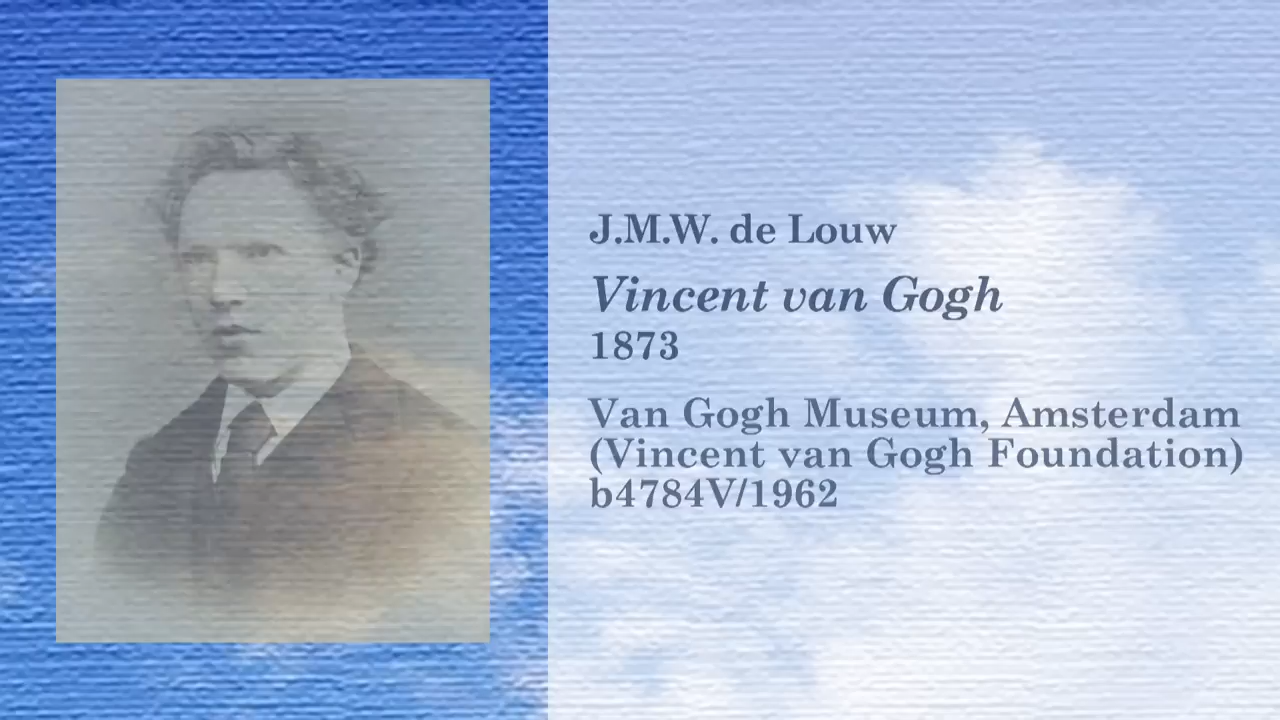 J.M.W. de Louw
Vincent van Gogh
1873
Van Gogh Museum, Amsterdam
(Vincent van Gogh Foundation)
b4784V/1962